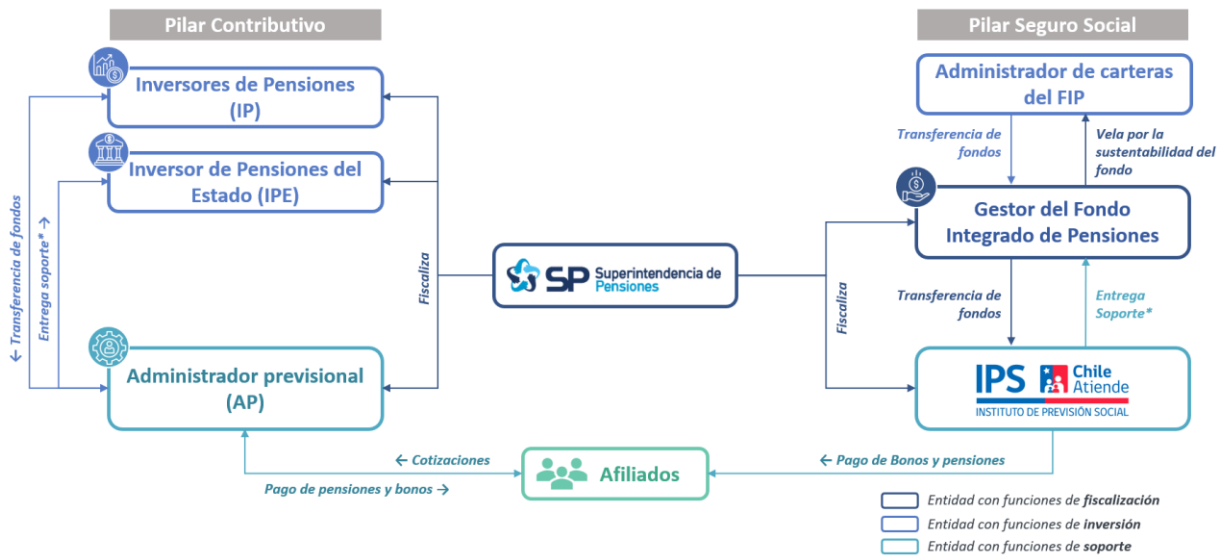 Pilar Contributivo
Pilar Seguro Social
Inversores de Pensiones
(IP)
Administrador de carteras
del FIP
Inversor de Pensiones del
Estado (IPE)
Transferencia de
fondos
Vela por la
sustentabilidad del
fondo
Gestor del Fondo
Integrado de Pensiones
← Transferencia de fondos
Entrega soporte* →
Fiscaliza
SP Superintendencia de
Pensiones
Fiscaliza
Transferencia de
fondos
Entrega
Soporte*
Administrador previsional
(AP)
IPS Chile
Atiende
INSTITUTO DE PREVISIÓN SOCIAL
← Cotizaciones
Pago de pensiones y bonos →
Afiliados
← Pago de Bonos y pensiones
Entidad con funciones de fiscalización
Entidad con funciones de inversión
Entidad con funciones de soporte